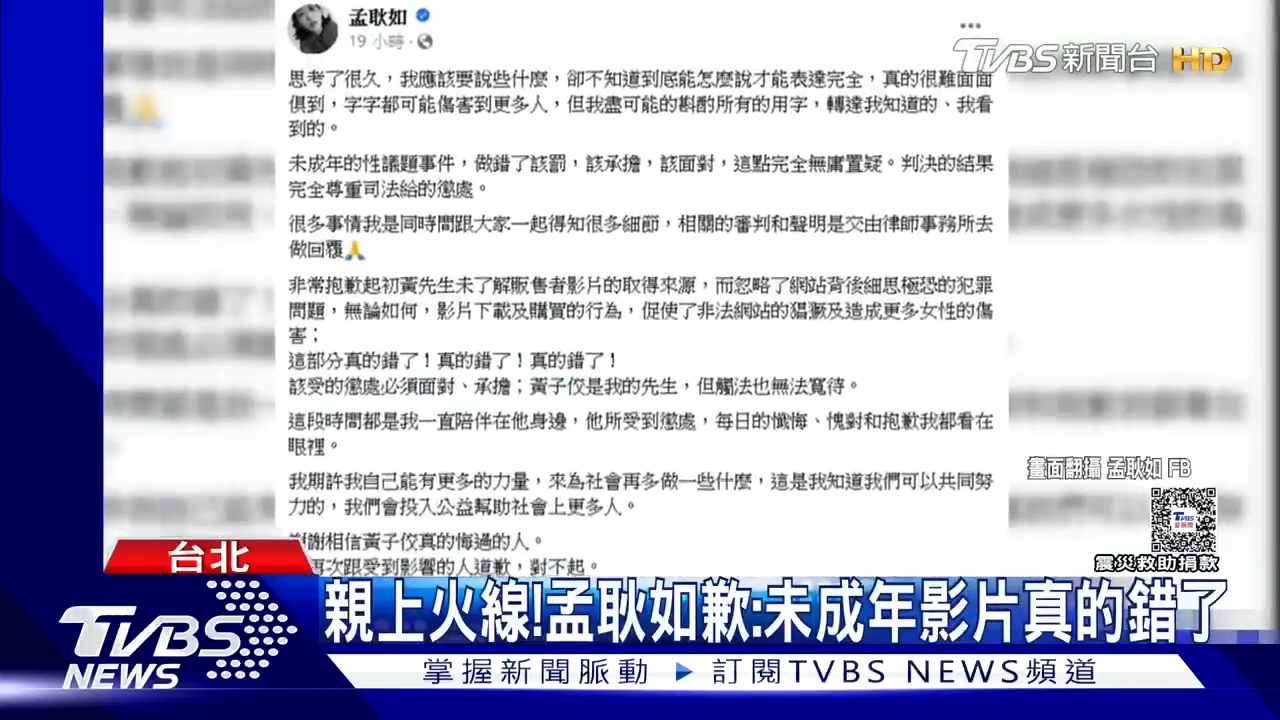 孟耿如
19 小時
TVBS新聞台 HD
思考了很久，我應該要說些什麼，卻不知道到底能怎麼說才能表達完全，真的很難面面
俱到，字字都可能傷害到更多人，但我盡可能的斟酌所有的用字，轉達我知道的、我看
到的。
未成年的性議題事件，做錯了該罰，該承擔，該面對，這點完全無庸置疑。判決的結果
完全尊重司法給的懲處。
很多事情我是同時間跟大家一起得知很多細節，相關的審判和聲明是交由律師事務所去
做回覆🙏
非常抱歉起初黃先生未了解販售者影片的取得來源，而忽略了網站背後細思極恐的犯罪
問題，無論如何，影片下載及購買的行為，促使了非法網站的猖獗及造成更多女性的傷
害；
這部分真的錯了！真的錯了！真的錯了！
該受的懲處必須面對、承擔；黃子佼是我的先生，但觸法也無法寬待。
這段時間都是我一直陪伴在他身邊，他所受到懲處，每日的懺悔、愧對和抱歉我都看在
眼裡。
我期許我自己能有更多的力量，來為社會再多做一些什麼，這是我知道我們可以共同努
力的，我們會投入公益幫助社會上更多人。
謝謝相信黃子佼真的悔過的人。
再次跟受到影響的人道歉，對不起。
畫面翻攝 孟耿如 FB
TVBS
震災救助捐款
台北
親上火線!孟耿如歉:未成年影片真的錯了
TVBS NEWS
掌握新聞脈動 ▶ 訂閱TVBS NEWS頻道